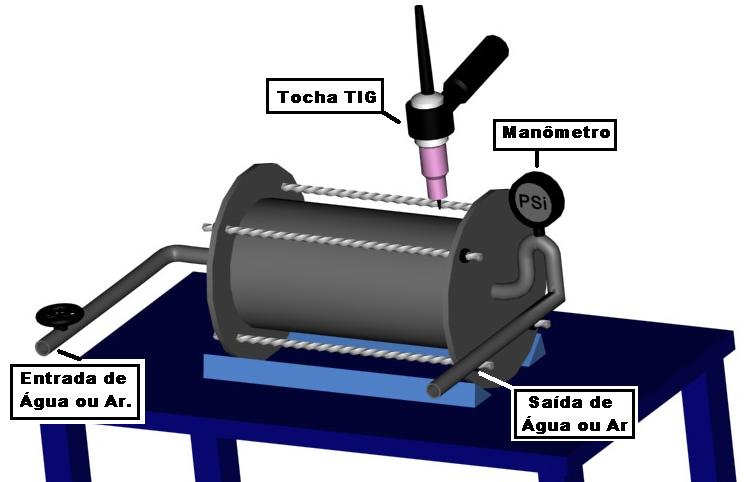 Tocha TIG
Manômetro
PSi
Entrada de
Água ou Ar.
Saída de
Água ou Ar